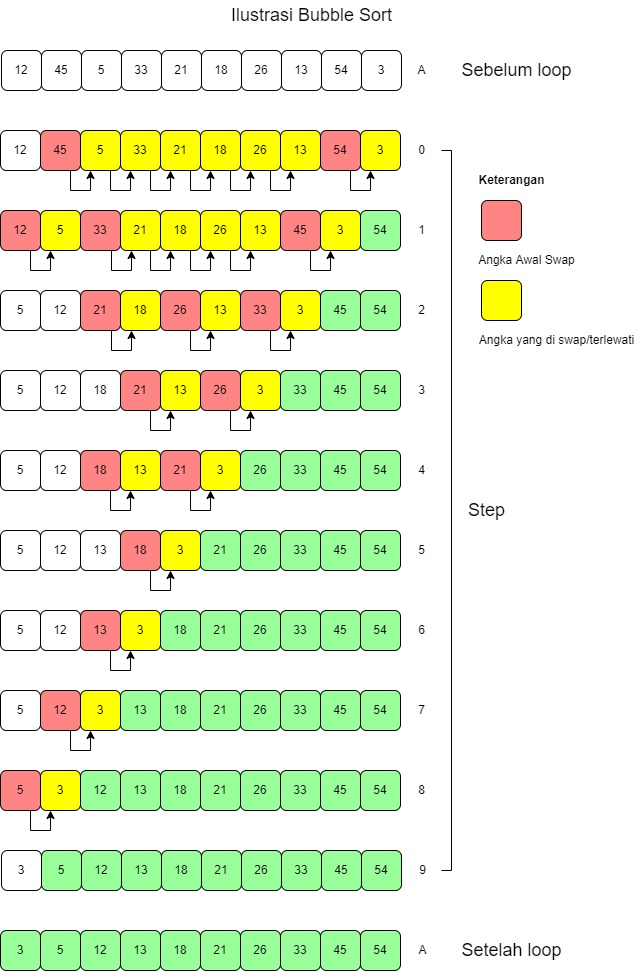 Ilustrasi Bubble Sort
12 45 5 33 21 18 26 13 54 3 A Sebelum loop
12 45 5 33 21 18 26 13 54 3 0
Keterangan
12 5 33 21 18 26 13 45 3 54 1
Angka Awal Swap
5 12 21 18 26 13 33 3 45 54 2
Angka yang di swap/terlewati
5 12 18 21 13 26 3 33 45 54 3
5 12 18 13 21 3 26 33 45 54 4
Step
5 12 13 18 3 21 26 33 45 54 5
5 12 13 3 18 21 26 33 45 54 6
5 12 3 13 18 21 26 33 45 54 7
5 3 12 13 18 21 26 33 45 54 8
3 5 12 13 18 21 26 33 45 54 9
3 5 12 13 18 21 26 33 45 54 A Setelah loop